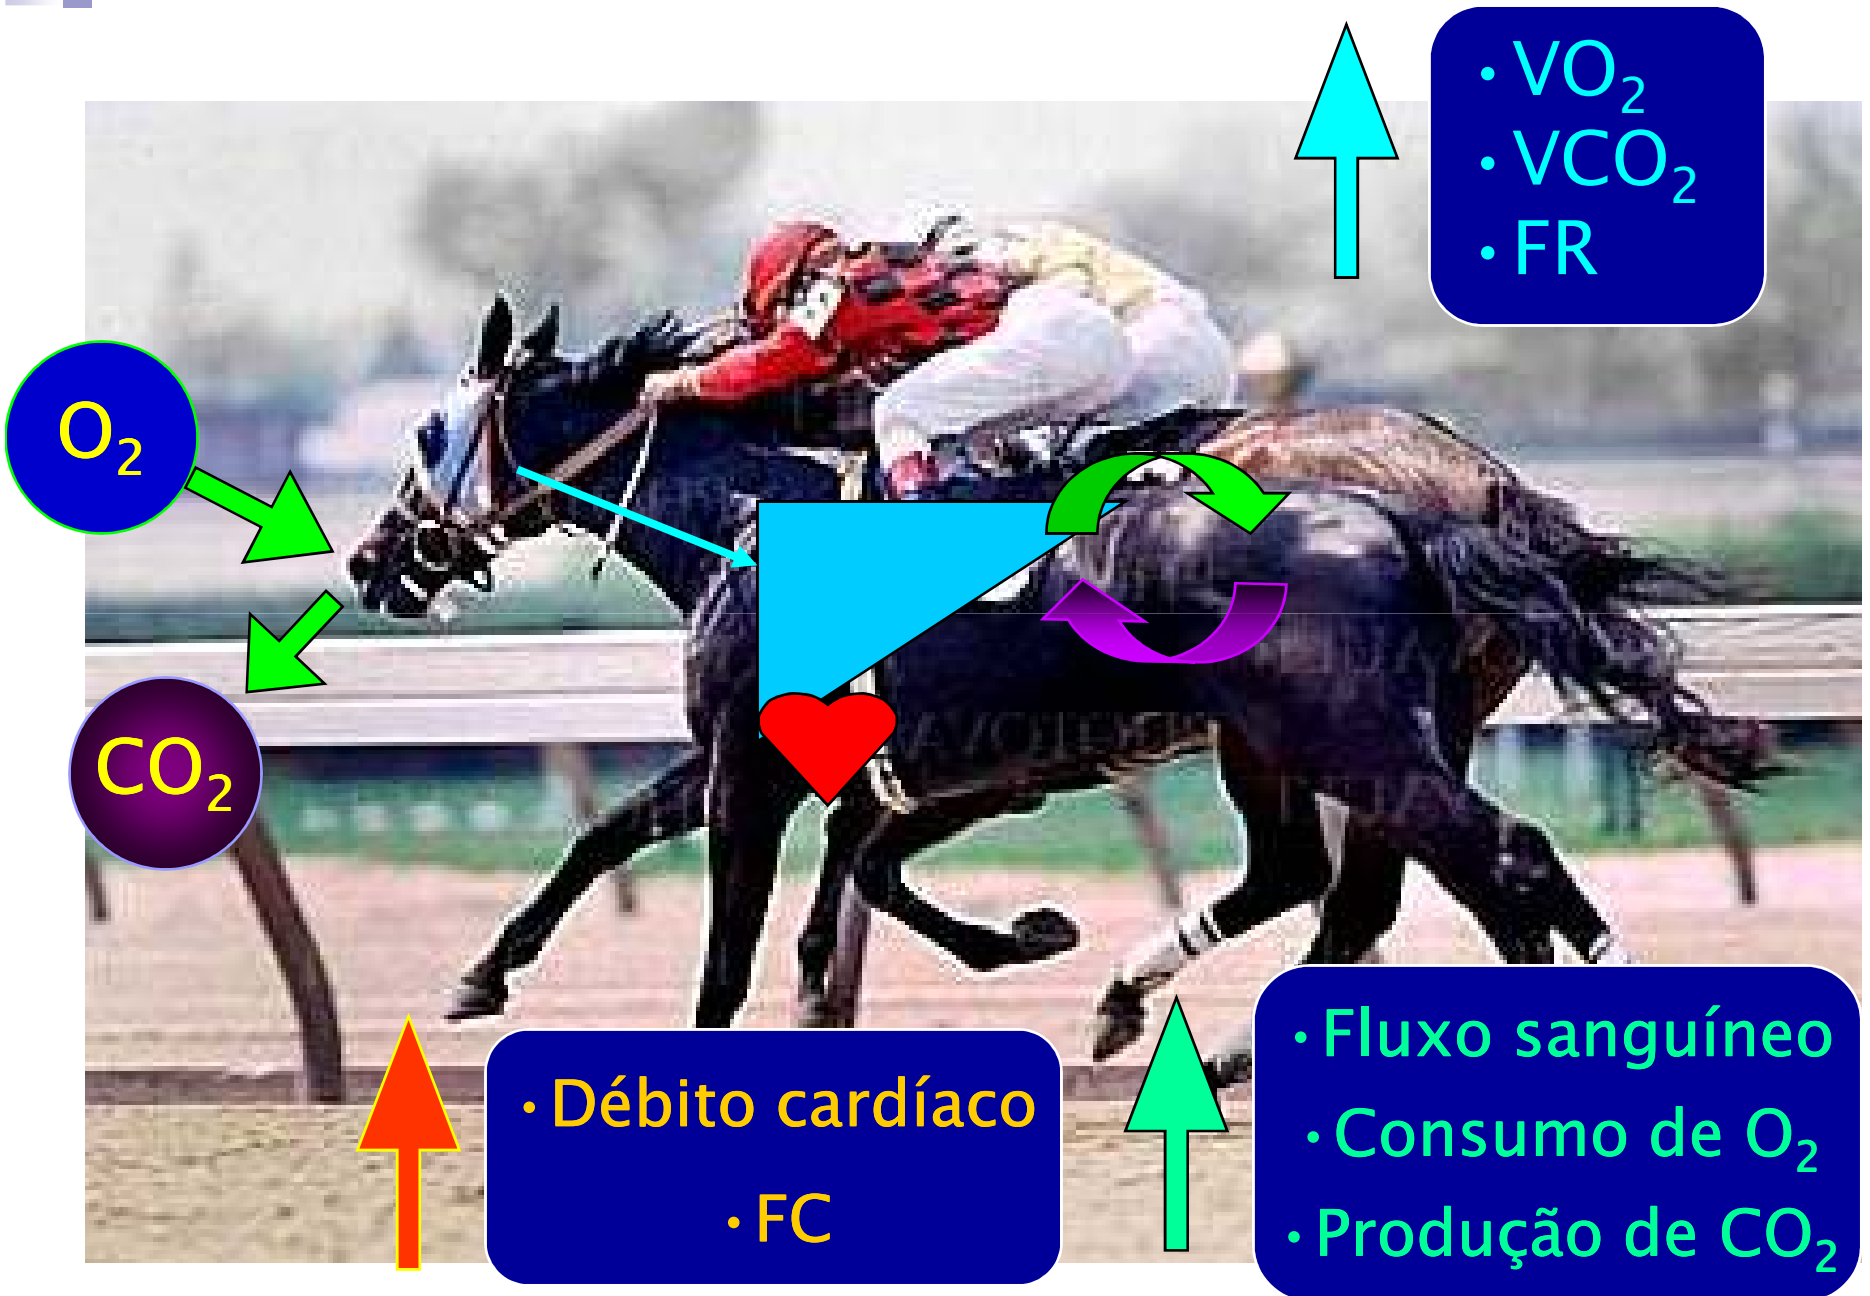 • VO₂
• VCO₂
• FR
O₂
CO₂
• Débito cardíaco
• FC
• Fluxo sanguíneo
• Consumo de O₂
• Produção de CO₂